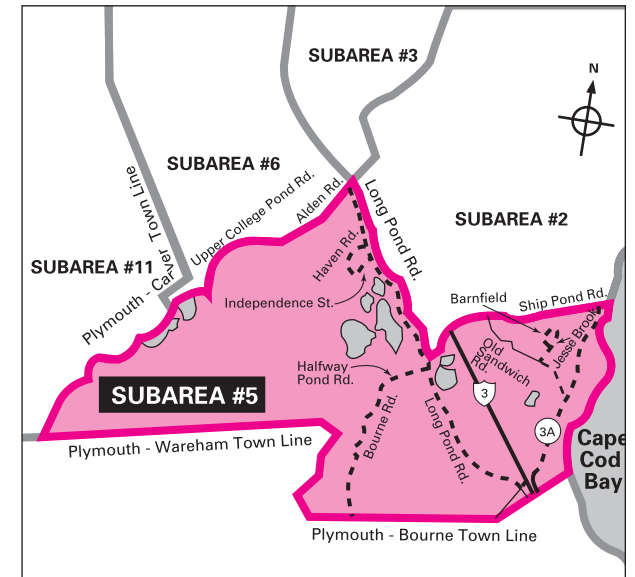 SUBAREA #3
N
SUBAREA #6
Plymouth - Carver Town Line
Upper College Pond Rd.
Alden Rd.
Long Pond Rd.
SUBAREA #2
SUBAREA #11
Haven Rd.
Independence St.
Barnfield
Ship Pond Rd.
Jesse Brook
Old
Sandwich
Rd.
Halfway
Pond Rd.
SUBAREA #5
3
Bourne Rd.
Long Pond Rd.
3A
Plymouth - Wareham Town Line
Cape
Cod
Bay
Plymouth - Bourne Town Line